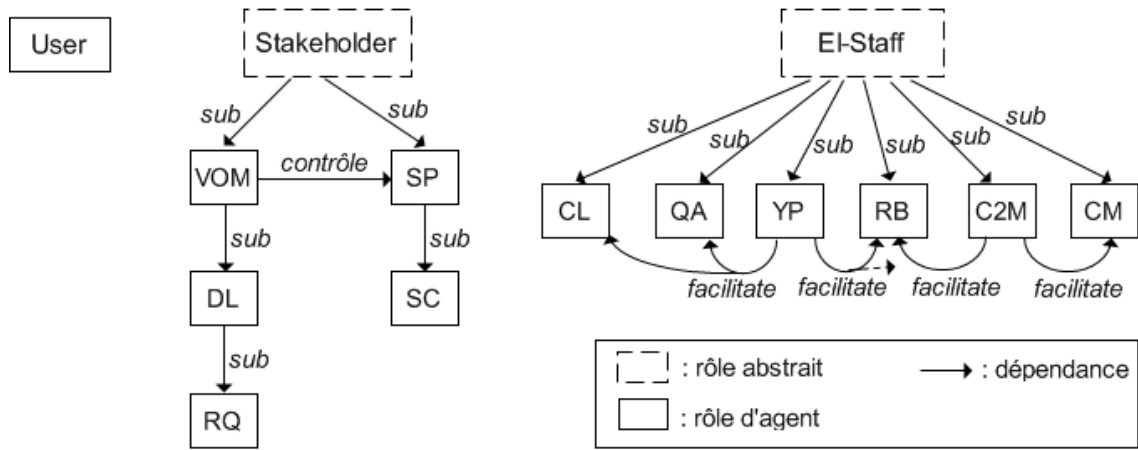 User
Stakeholder
EI-Staff
sub
sub
sub
sub
sub
sub
sub
sub
VOM
contrôle
SP
CL
QA
YP
RB
C2M
CM
sub
sub
DL
SC
facilitate
facilitate
facilitate
facilitate
sub
RQ
: rôle abstrait
: dépendance
: rôle d'agent